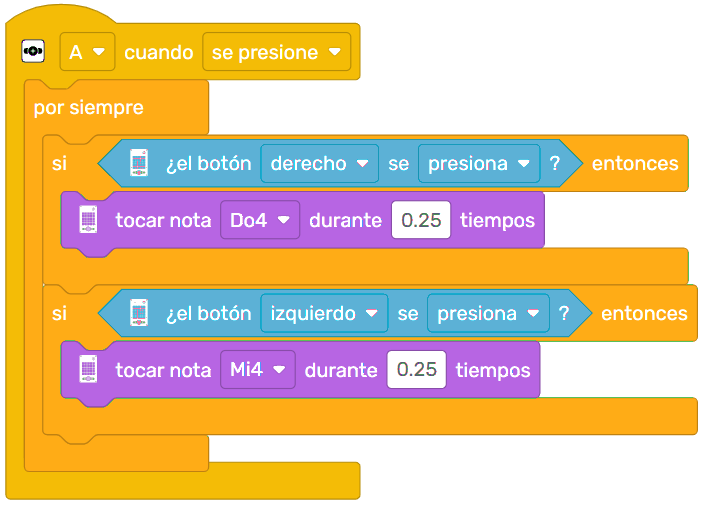 A cuando se presione
por siempre
si ¿el botón derecho se presiona ? entonces
tocar nota Do4 durante 0.25 tiempos
si ¿el botón izquierdo se presiona ? entonces
tocar nota Mi4 durante 0.25 tiempos